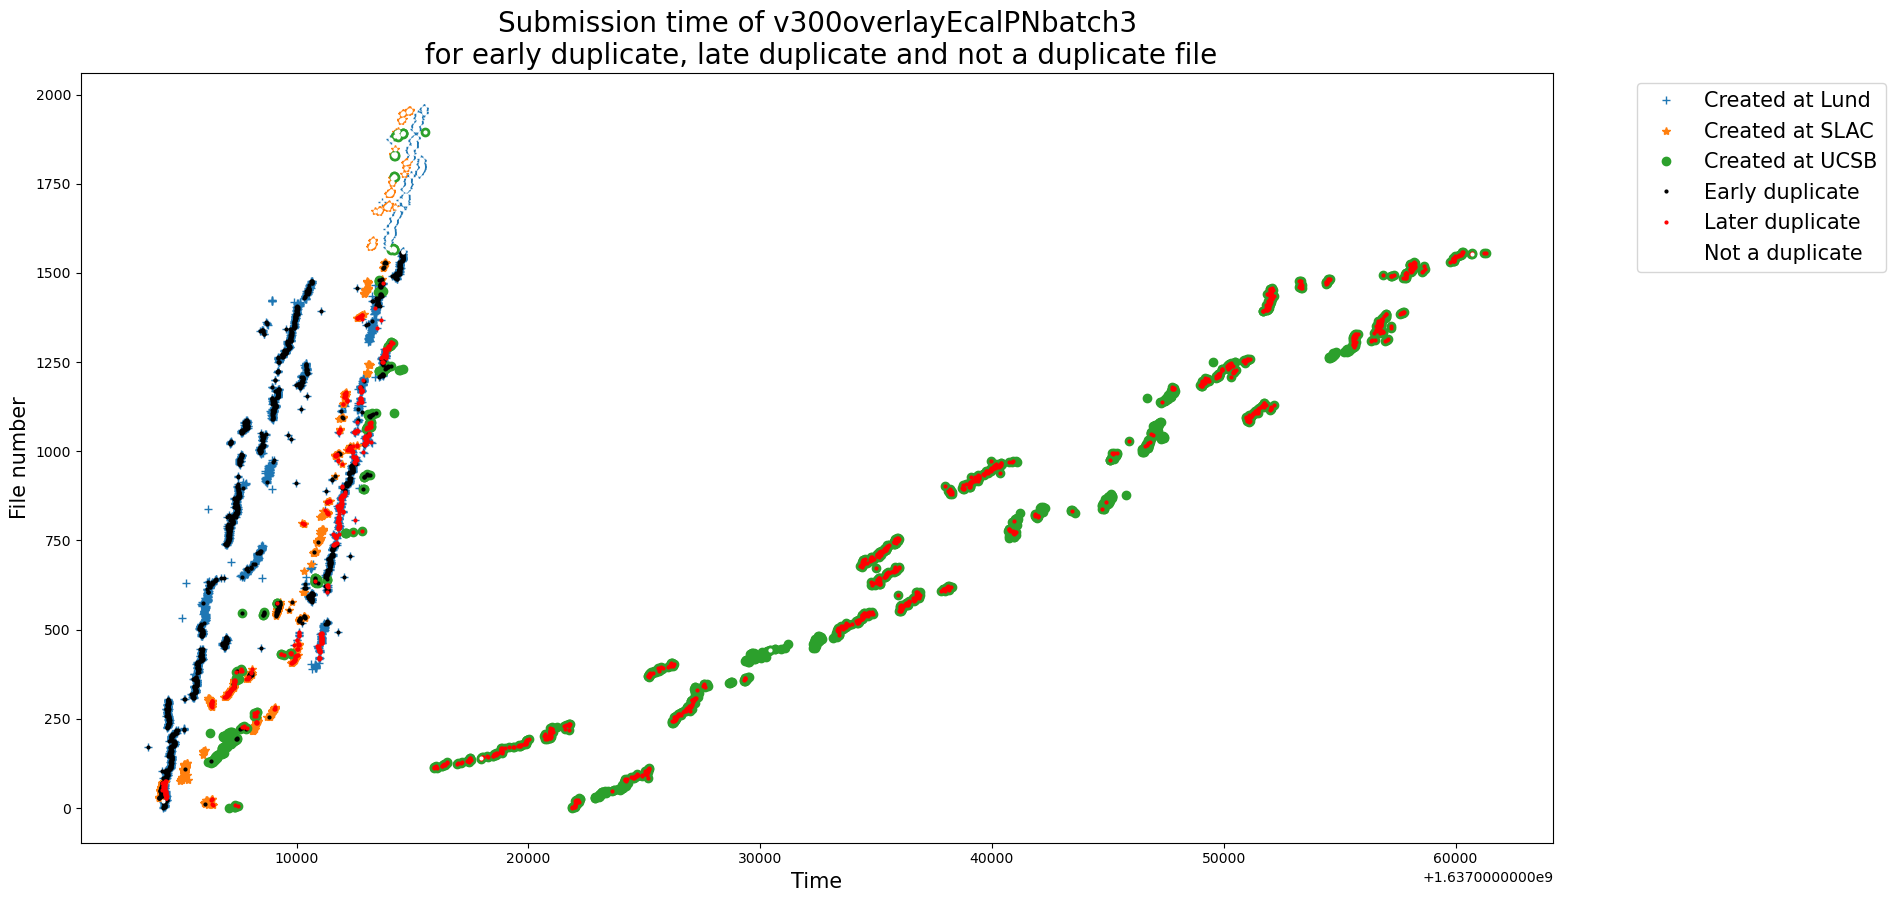 Submission time of v300overlayEcalPNbatch3
for early duplicate, late duplicate and not a duplicate file
Created at Lund
Created at SLAC
Created at UCSB
Early duplicate
Later duplicate
Not a duplicate
File number
2000
1750
1500
1250
1000
750
500
250
0
10000
20000
30000
40000
50000
60000
+1.6370000000e9
Time